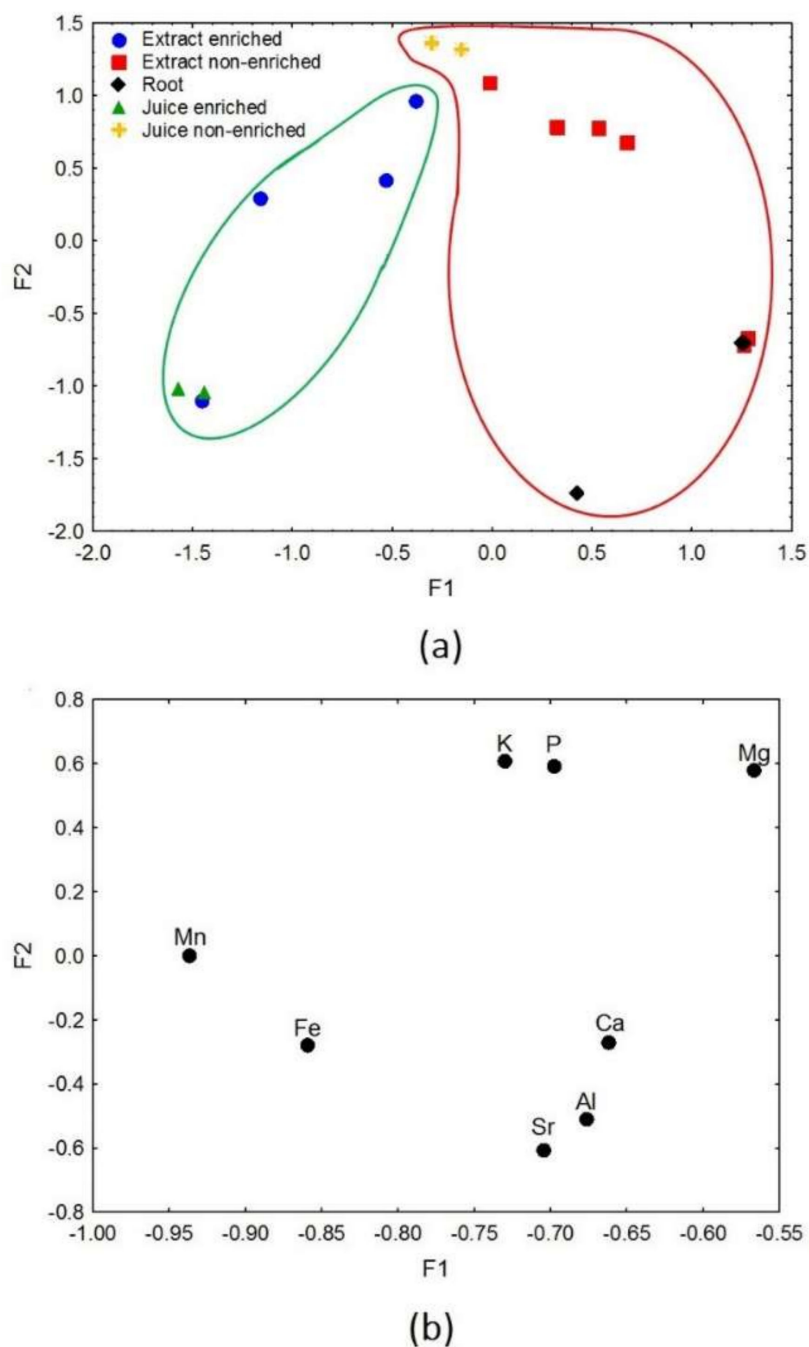 Extract enriched
Extract non-enriched
Root
Juice enriched
Juice non-enriched
1.5
1.0
0.5
0.0
-0.5
-1.0
-1.5
-2.0
F2
-2.0 -1.5 -1.0 -0.5 0.0 0.5 1.0 1.5
F1
(a)
0.8
0.6
0.4
0.2
0.0
-0.2
-0.4
-0.6
-0.8
F2
K P Mg
Mn
Fe Ca
Al
Sr
-1.00 -0.95 -0.90 -0.85 -0.80 -0.75 -0.70 -0.65 -0.60 -0.55
F1
(b)